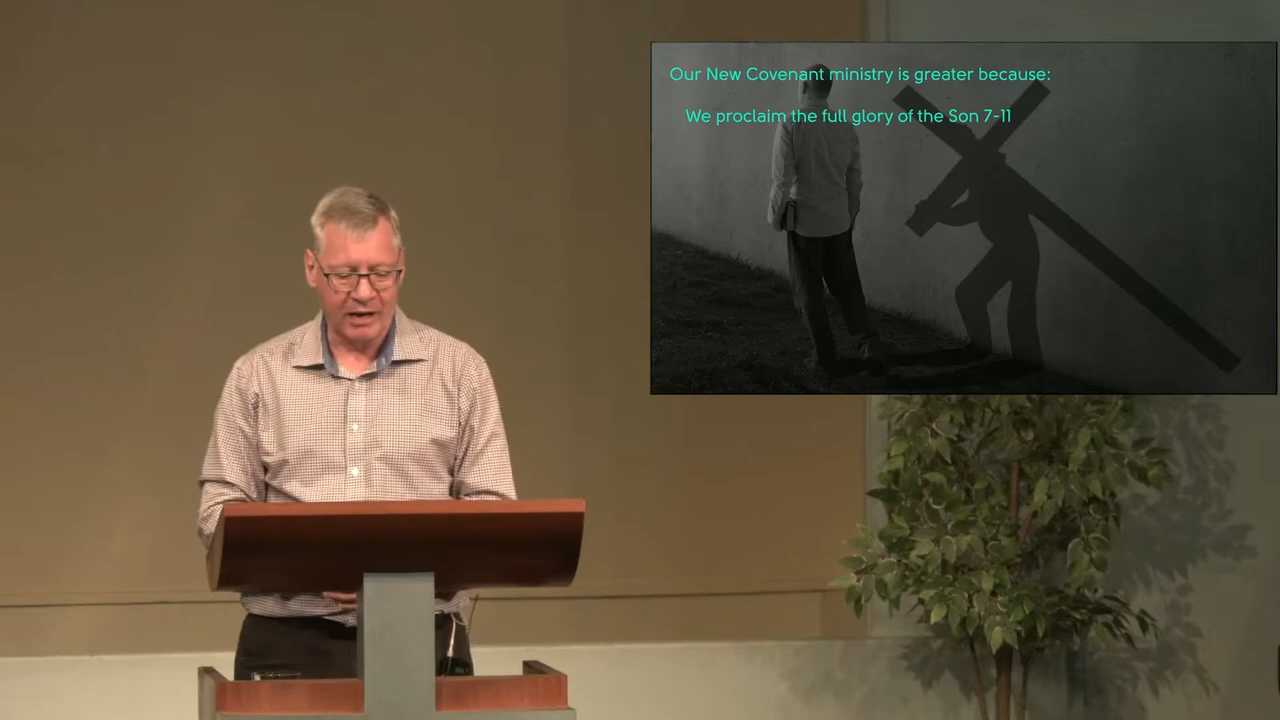 Our New Covenant ministry is greater because:
We proclaim the full glory of the Son 7-11